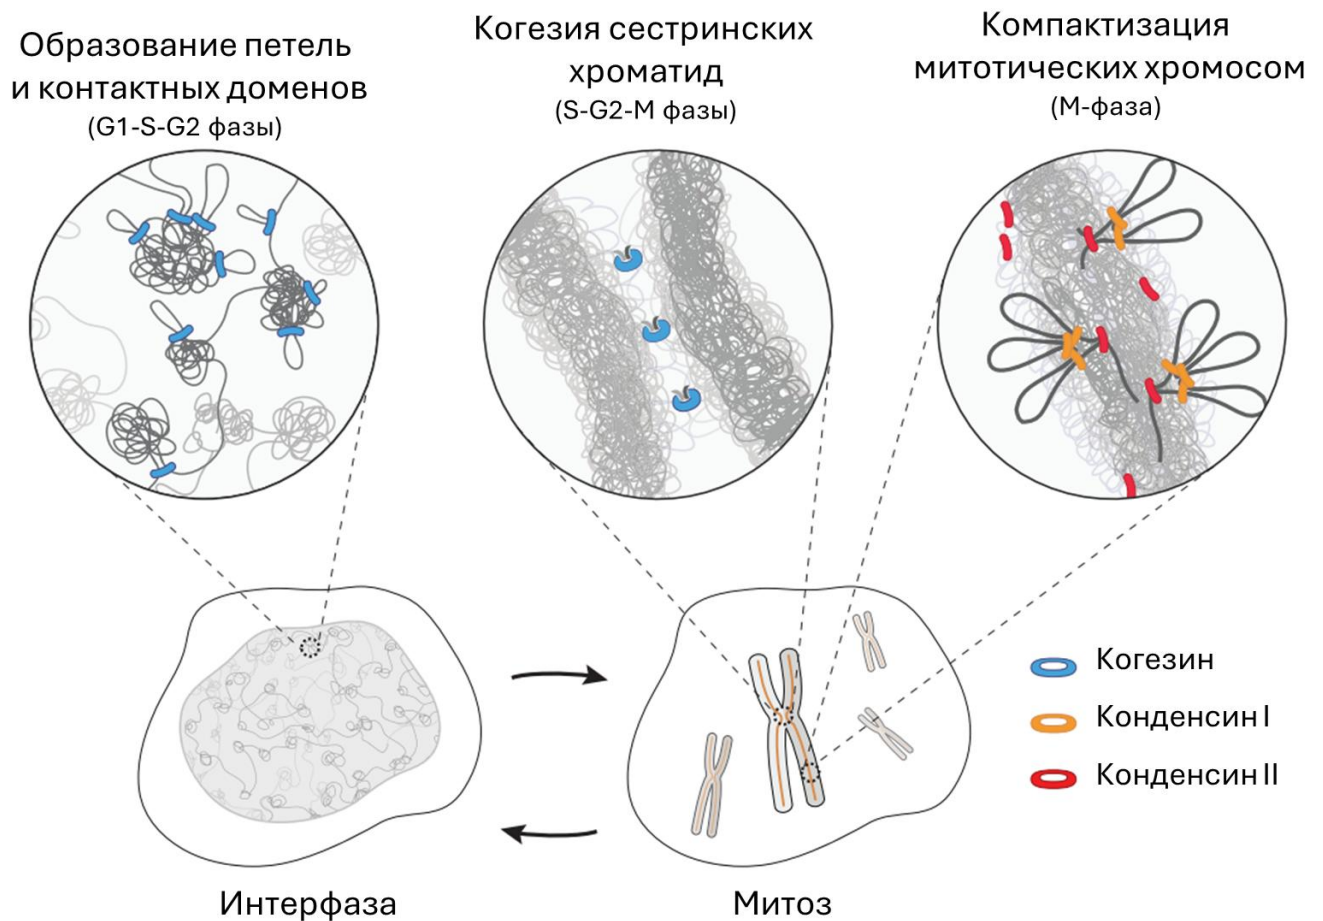 Образование петель
и контактных доменов
(G1-S-G2 фазы)
Когезия сестринских
хроматид
(S-G2-M фазы)
Компактизация
митотических хромосом
(М-фаза)
Когезин
Конденсин I
Конденсин II
Интерфаза
Митоз